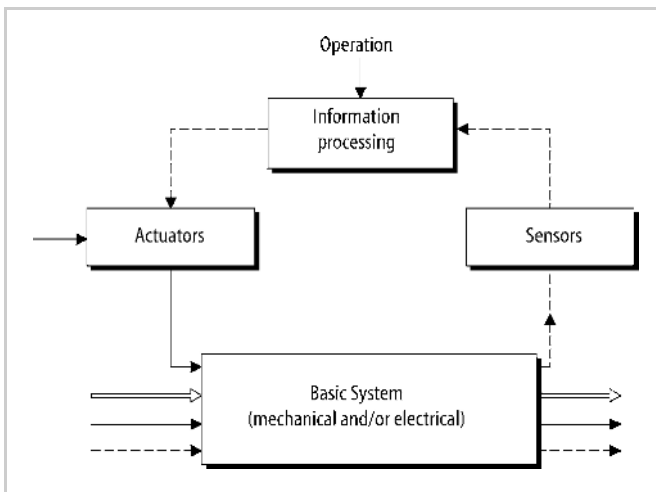 Operation
Information
processing
Actuators
Sensors
Basic System
(mechanical and/or electrical)